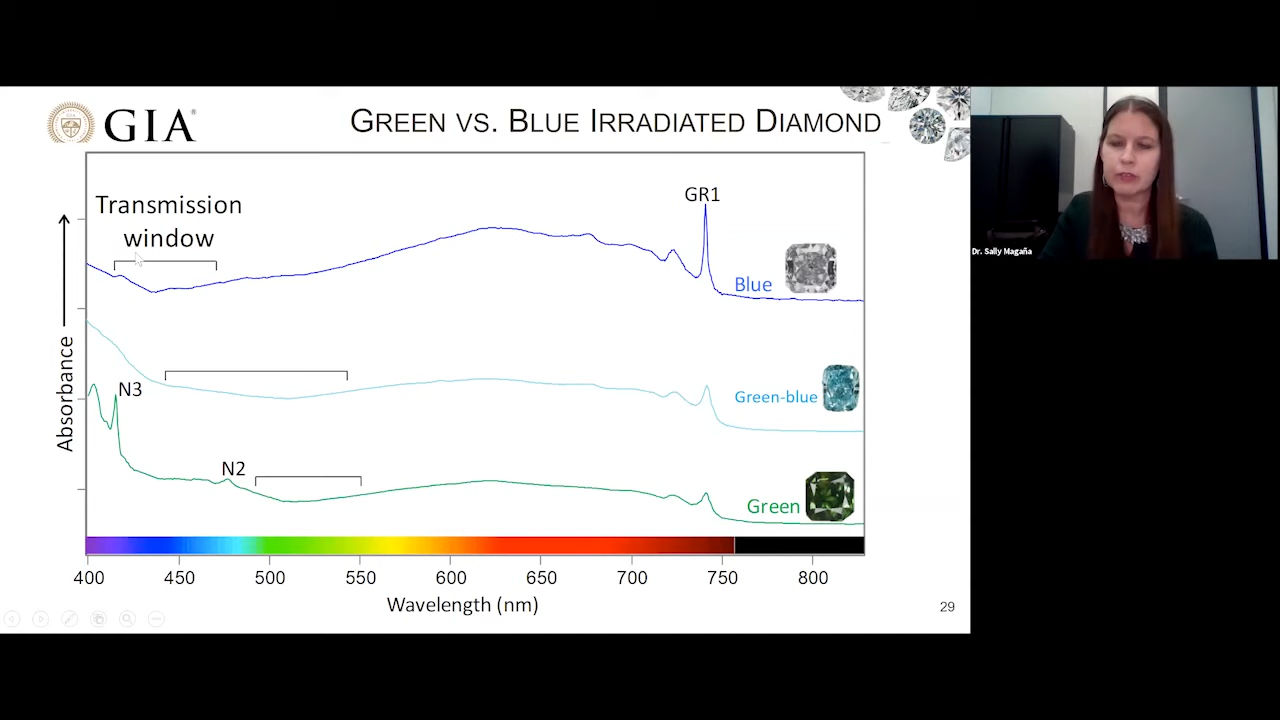 GIA®
GREEN VS. BLUE IRRADIATED DIAMOND
Transmission
window
GR1
Blue
Dr. Sally Magaña
Absorbance
N3
Green-blue
N2
Green
400 450 500 550 600 650 700 750 800
Wavelength (nm)
29